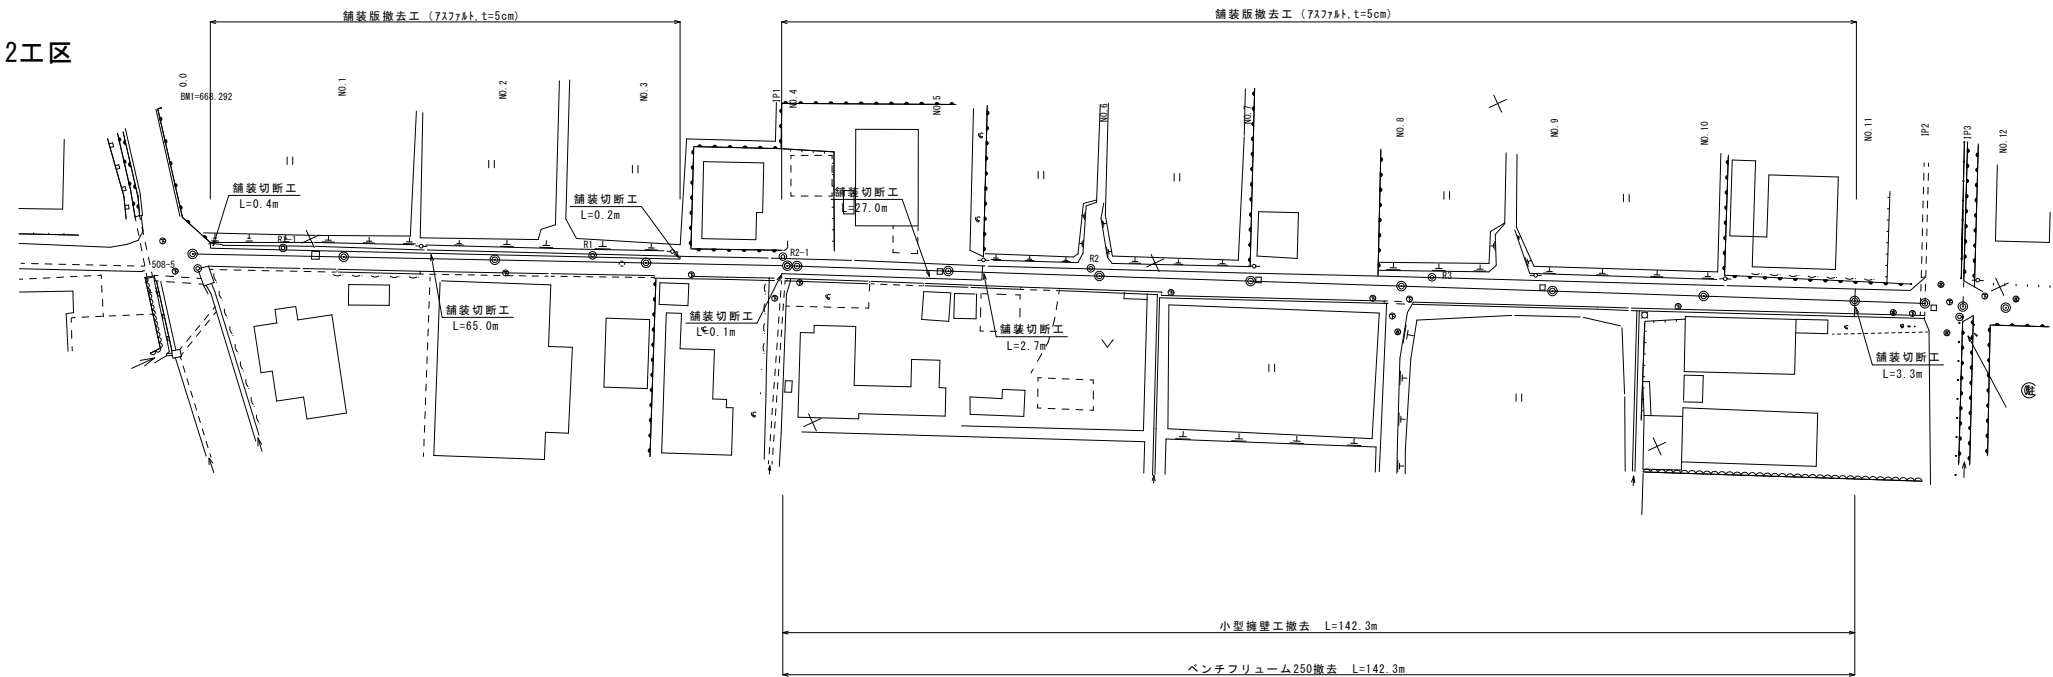 舗装版撤去工 (ｱｽﾌｧﾙﾄ, t=5cm)
舗装版撤去工 (ｱｽﾌｧﾙﾄ, t=5cm)
2工区
0.0
BM1=668.292
NO.1
NO.2
NO.3
IP1
NO.4
NO.5
NO.6
NO.7
NO.8
NO.9
NO.10
NO.11
IP2
IP3
NO.12
舗装切断工
L=0.4m
舗装切断工
L=0.2m
舗装切断工
L=27.0m
R1-1
R1
R2-1
R2
R3
508-5
舗装切断工
L=65.0m
舗装切断工
L=0.1m
舗装切断工
L=2.7m
舗装切断工
L=3.3m
小型擁壁工撤去 L=142.3m
ベンチフリューム250撤去 L=142.3m